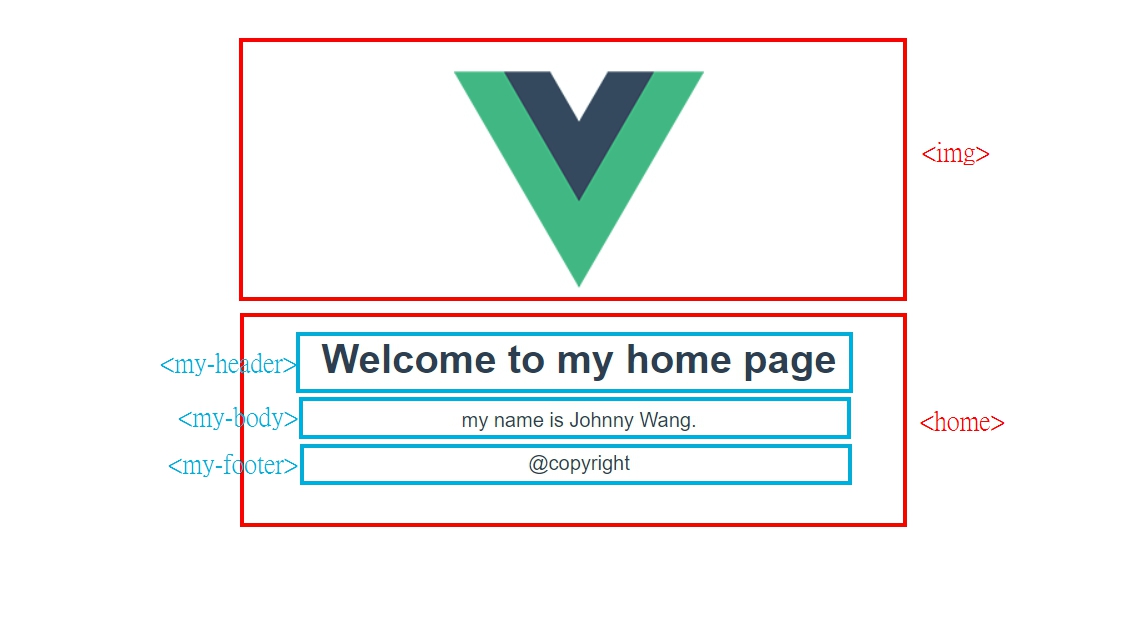 <img>
<my-header>
Welcome to my home page
<my-body>
my name is Johnny Wang.
<home>
<my-footer>
@copyright